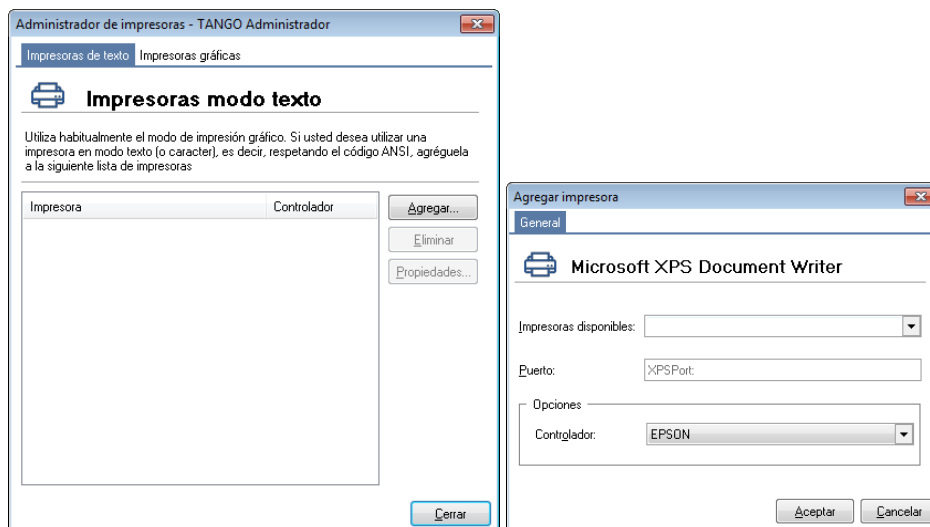 Administrador de impresoras - TANGO Administrador
Impresoras de texto Impresoras gráficas
Impresoras modo texto
Utiliza habitualmente el modo de impresión gráfico. Si usted desea utilizar una
impresora en modo texto (o caracter), es decir, respetando el código ANSI, agréguela
a la siguiente lista de impresoras
Impresora Controlador
Agregar...
Eliminar
Propiedades...
Cerrar
Agregar impresora
General
Microsoft XPS Document Writer
Impresoras disponibles:
Puerto: XPSPort:
Opciones
Controlador: EPSON
Aceptar Cancelar